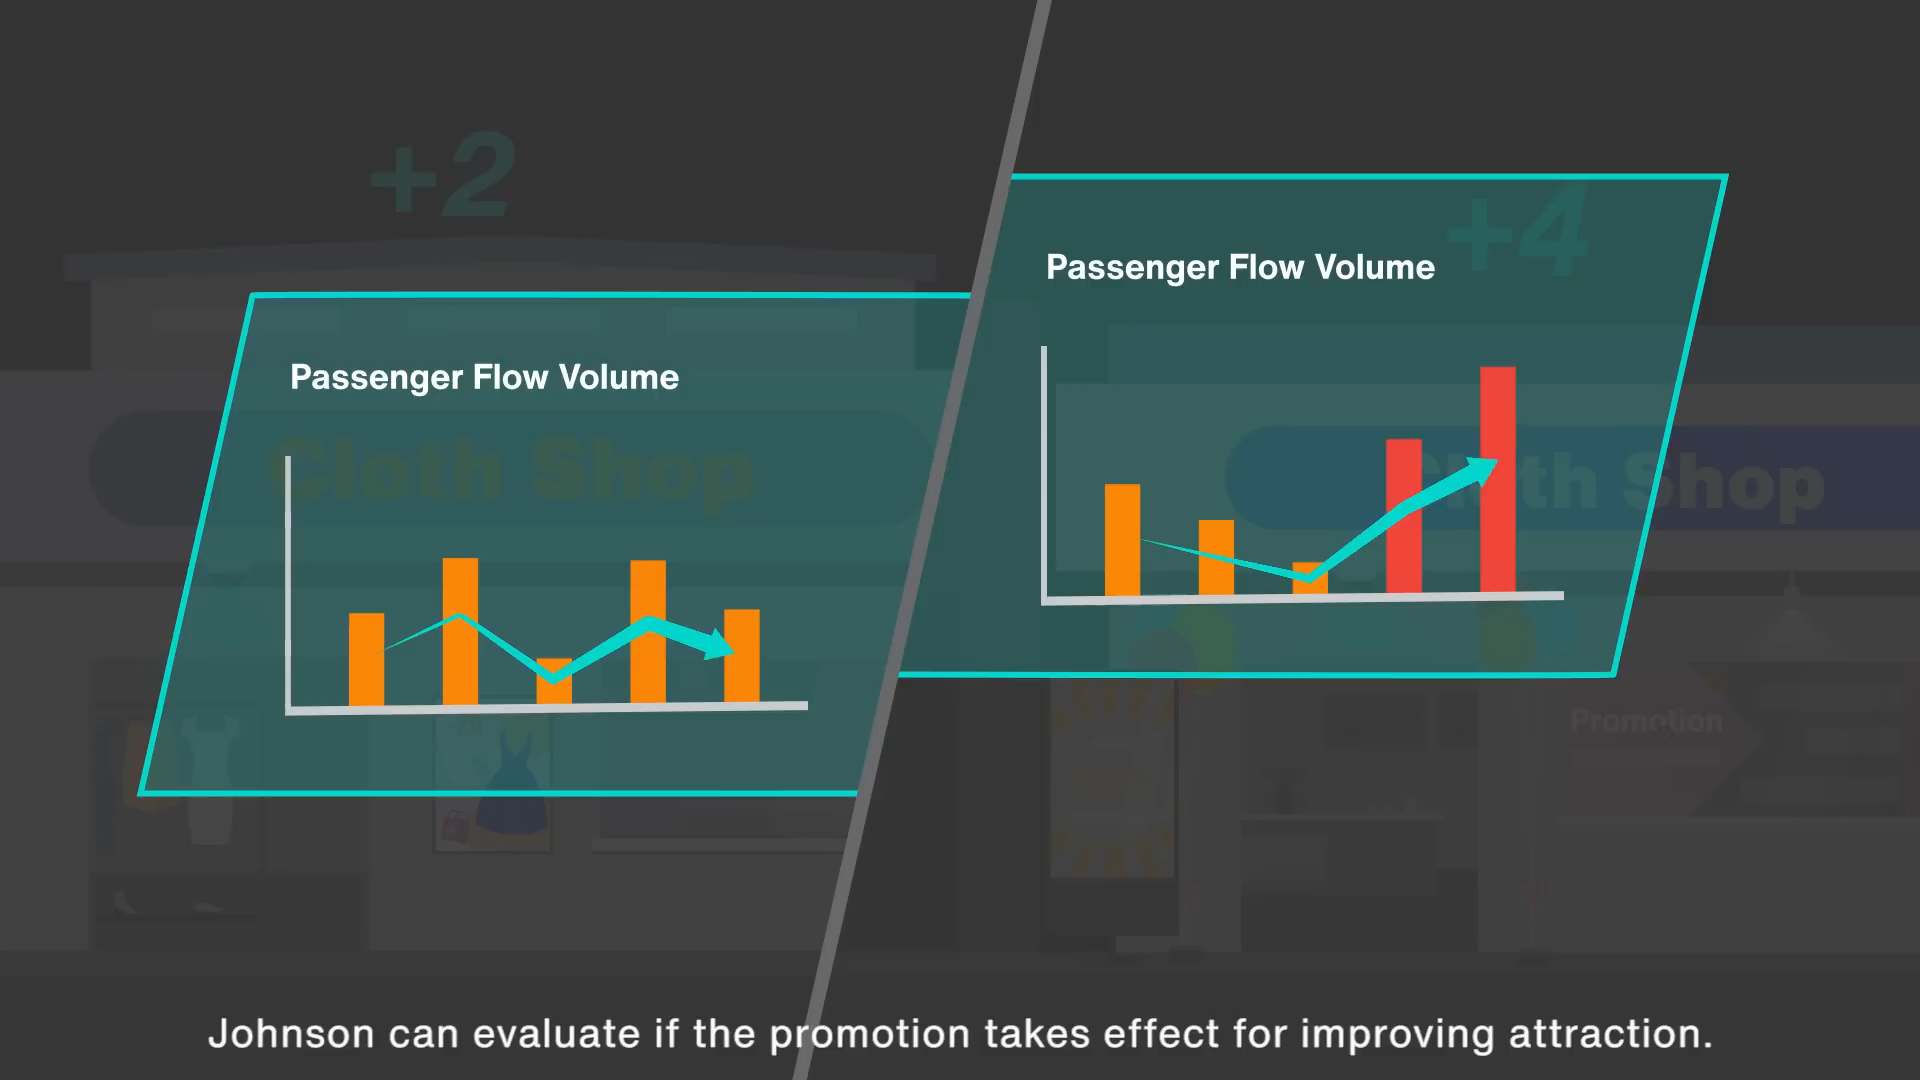 +2
Passenger Flow Volume
Cloth Shop
+4
Passenger Flow Volume
Cloth Shop
Promotion
Johnson can evaluate if the promotion takes effect for improving attraction.